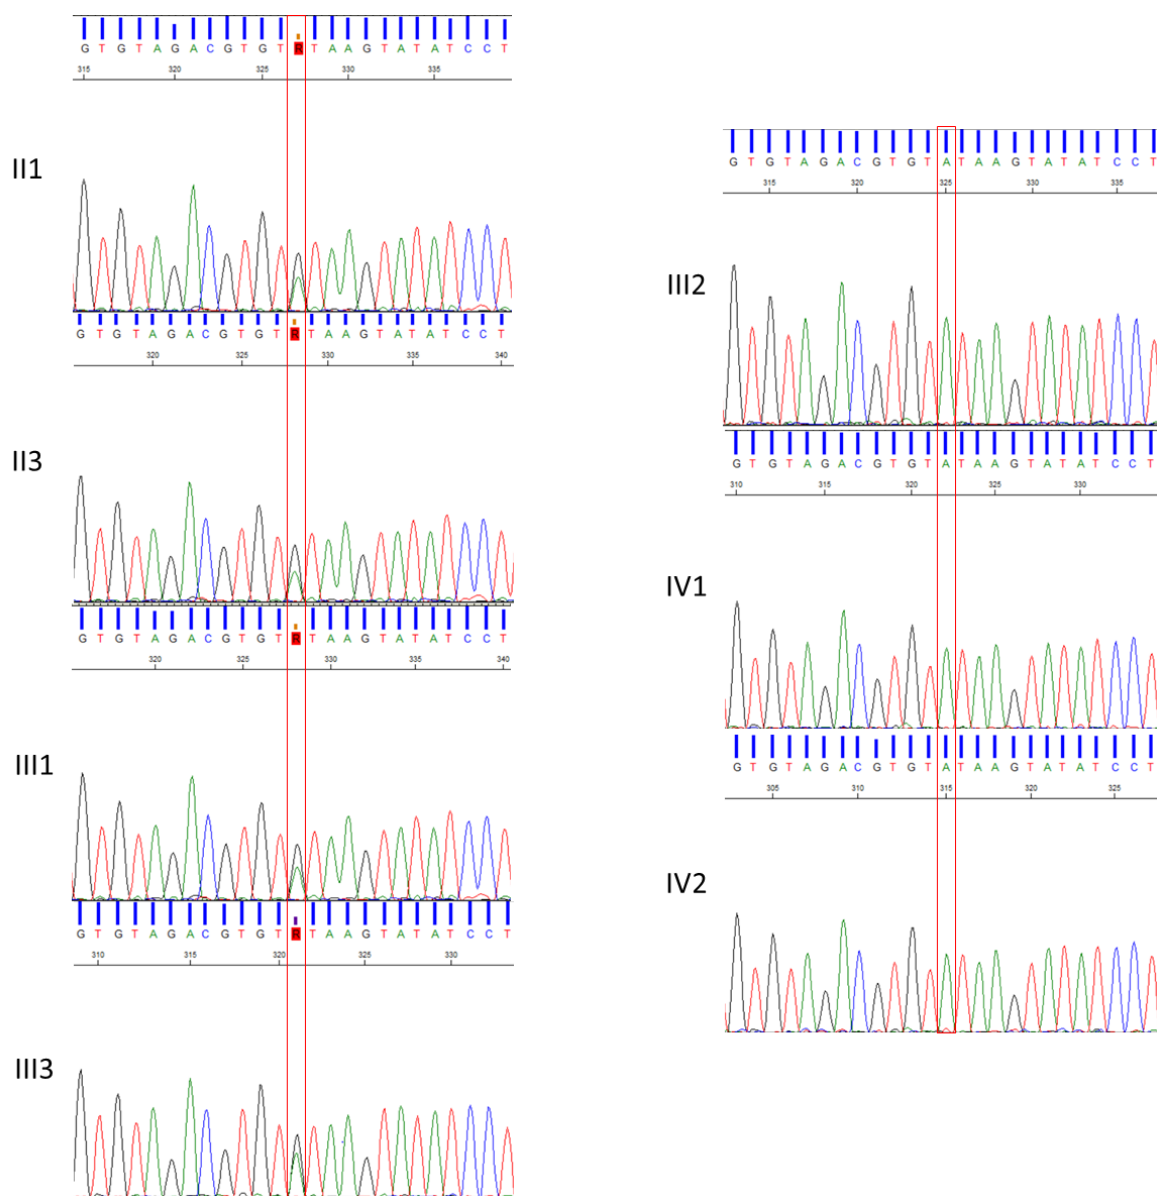 G T G T A G A C G T G T R T A A G T A T A T C C T
315 320 325 330 335
II1
G T G T A G A C G T G T R T A A G T A T A T C C T
320 325 330 335 340
II3
G T G T A G A C G T G T R T A A G T A T A T C C T
320 325 330 335 340
III1
G T G T A G A C G T G T R T A A G T A T A T C C T
310 315 320 325 330
III3
G T G T A G A C G T G T A T A A G T A T A T C C T
315 320 325 330 335
III2
G T G T A G A C G T G T A T A A G T A T A T C C T
310 315 320 325 330
IV1
G T G T A G A C G T G T A T A A G T A T A T C C T
305 310 315 320 325
IV2